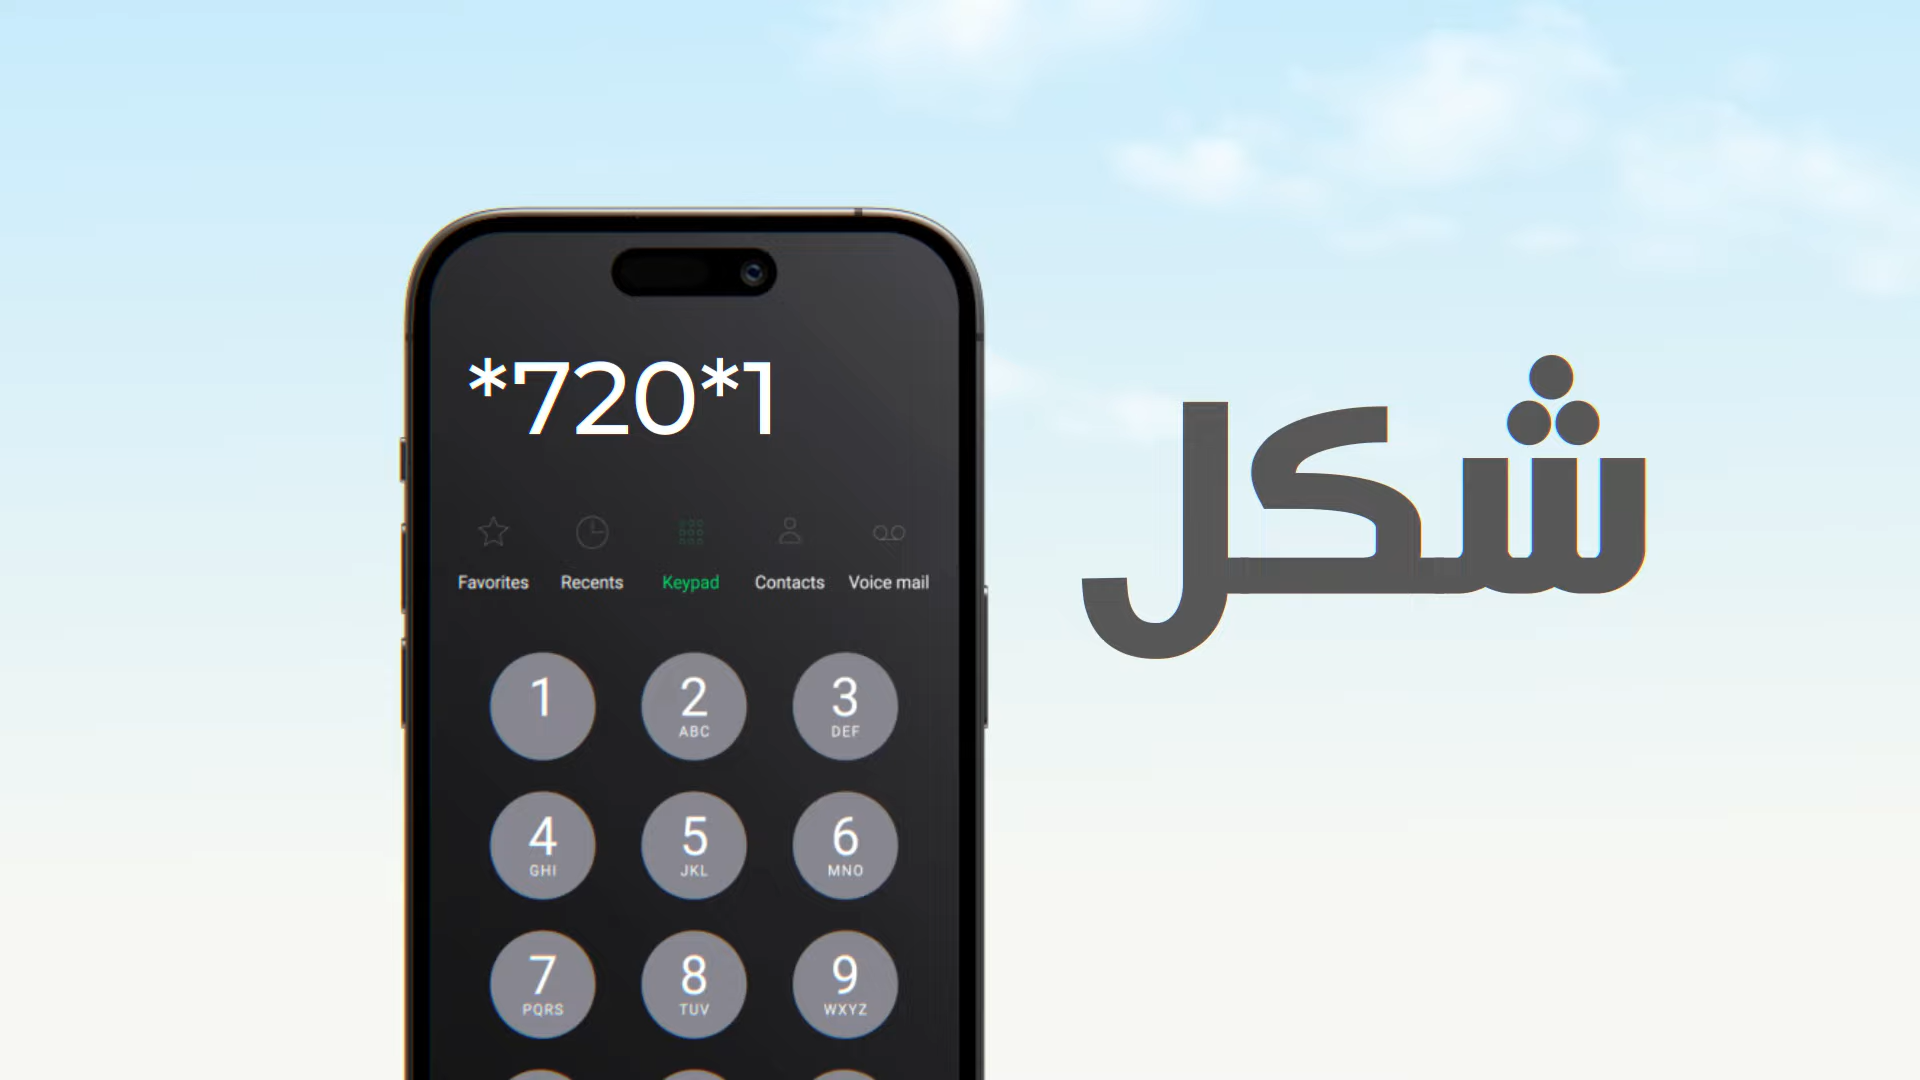 *720*1
شكل
Favorites Recents Keypad Contacts Voice mail
1 2 3
ABC DEF
4 5 6
GHI JKL MNO
7 8 9
PQRS TUV WXYZ